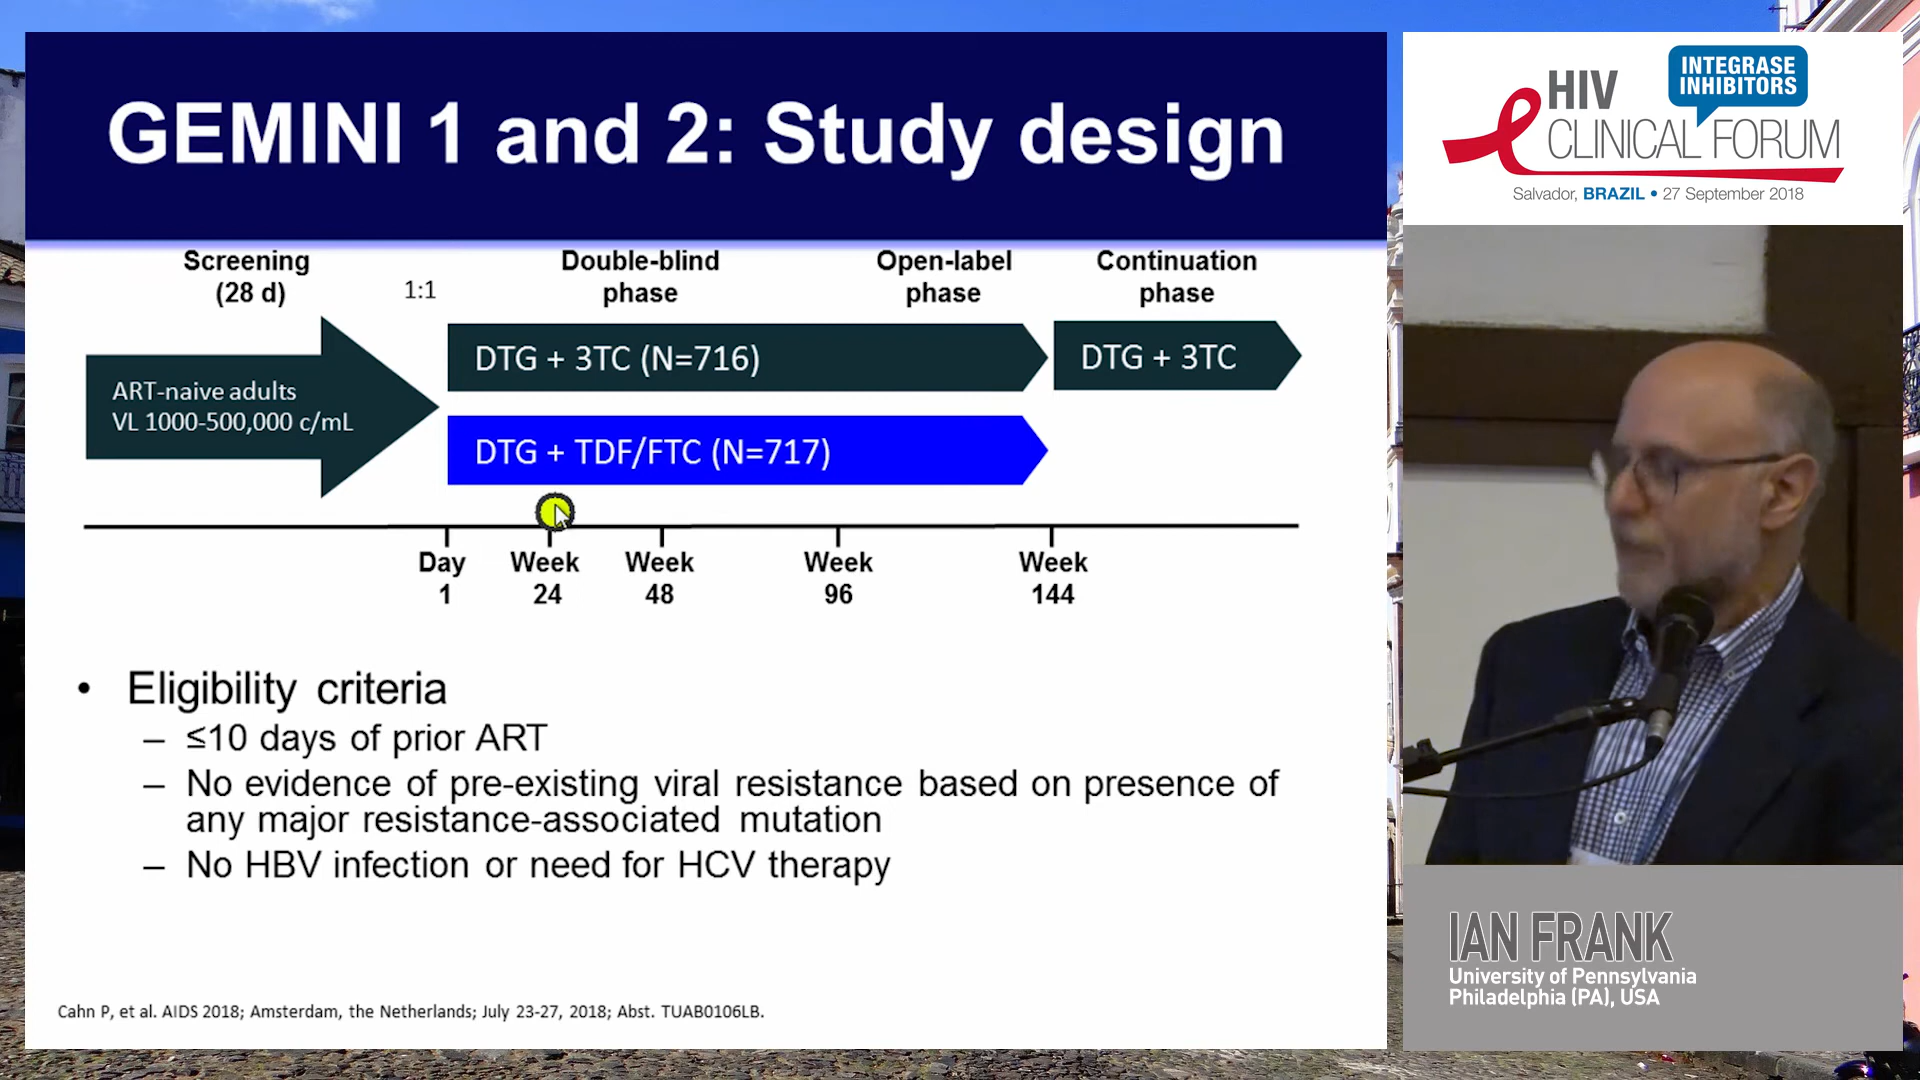 GEMINI 1 and 2: Study design
Screening
(28 d)
1:1
Double-blind
phase
Open-label
phase
Continuation
phase
ART-naive adults
VL 1000-500,000 c/mL
DTG + 3TC (N=716)
DTG + 3TC
DTG + TDF/FTC (N=717)
Day
1
Week
24
Week
48
Week
96
Week
144
• Eligibility criteria
– ≤10 days of prior ART
– No evidence of pre-existing viral resistance based on presence of
any major resistance-associated mutation
– No HBV infection or need for HCV therapy
Cahn P, et al. AIDS 2018; Amsterdam, the Netherlands; July 23-27, 2018; Abst. TUAB0106LB.
INTEGRASE
INHIBITORS
HIV
CLINICAL FORUM
Salvador, BRAZIL • 27 September 2018
IAN FRANK
University of Pennsylvania
Philadelphia (PA), USA